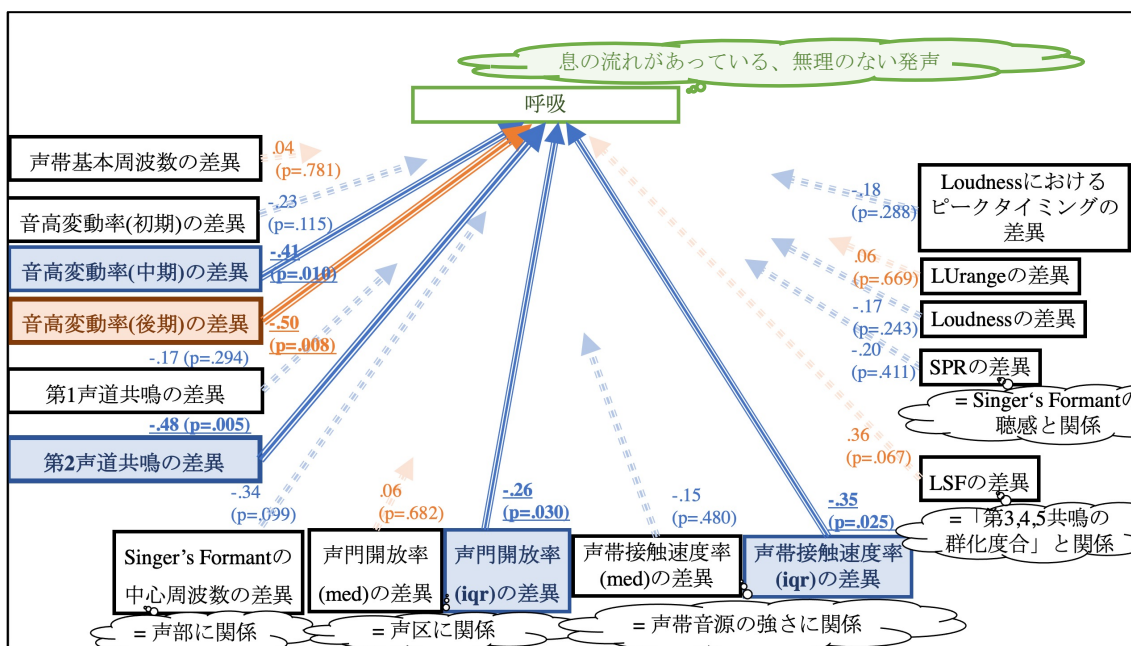 息の流れがあっている、無理のない発声
呼吸
声帯基本周波数の差異
.04
(p=.781)
音高変動率(初期)の差異
-.23
(p=.115)
音高変動率(中期)の差異
-.41
(p=.010)
音高変動率(後期)の差異
-.50
(p=.008)
-.17 (p=.294)
第1声道共鳴の差異
-.48 (p=.005)
第2声道共鳴の差異
-.34
(p=.099)
Singer's Formantの
中心周波数の差異
= 声部に関係
.06
(p=.682)
声門開放率
(med)の差異
-.26
(p=.030)
声門開放率
(iqr)の差異
= 声区に関係
-.15
(p=.480)
声帯接触速度率
(med)の差異
-.35
(p=.025)
声帯接触速度率
(iqr)の差異
= 声帯音源の強さに関係
-.18
(p=.288)
Loudnessにおける
ピークタイミングの
差異
.06
(p=.669)
LUrangeの差異
-.17
(p=.243)
Loudnessの差異
-.20
(p=.411)
SPRの差異
= Singer‘s Formantの
聴感と関係
.36
(p=.067)
LSFの差異
=「第3,4,5共鳴の
群化度合」と関係